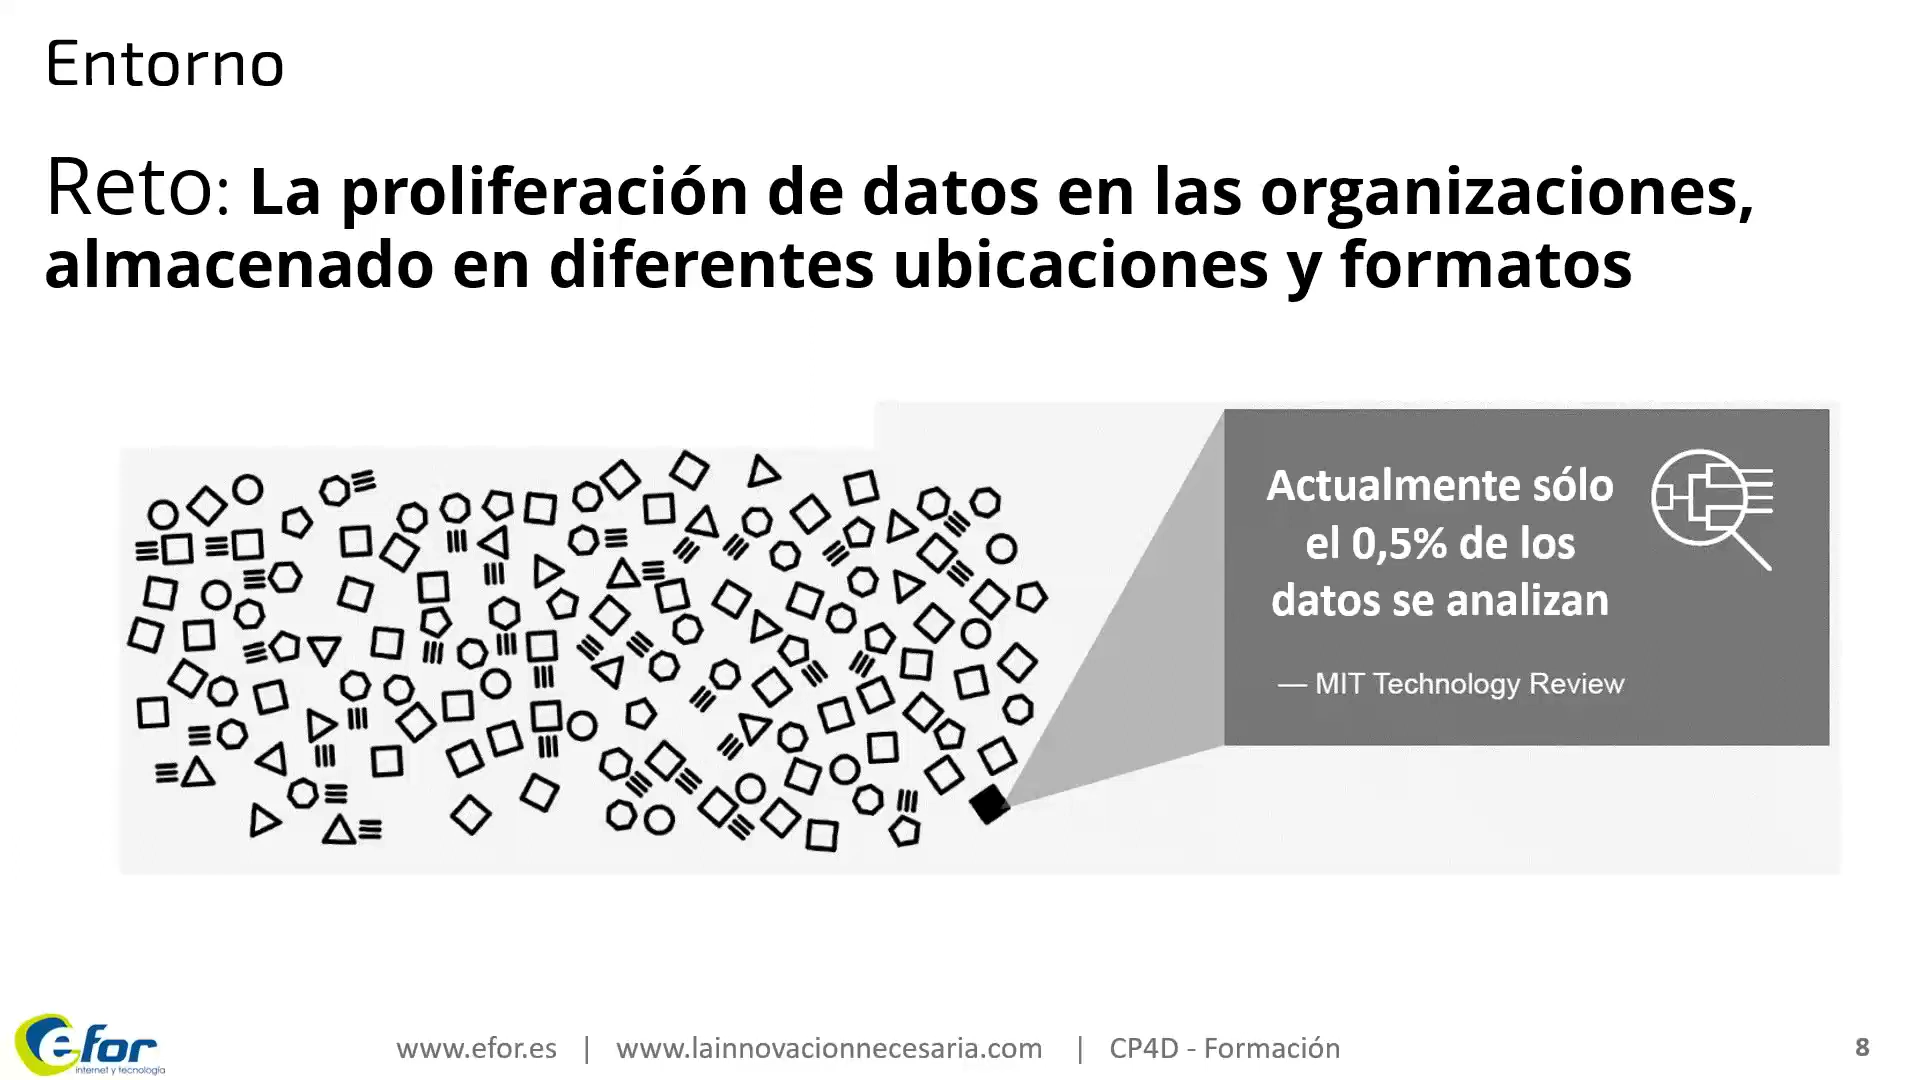 Entorno
Reto: La proliferación de datos en las organizaciones,
almacenado en diferentes ubicaciones y formatos
Actualmente sólo
el 0,5% de los
datos se analizan
— MIT Technology Review
efor
internet y tecnología
www.efor.es | www.lainnovacionnecesaria.com | CP4D - Formación
8